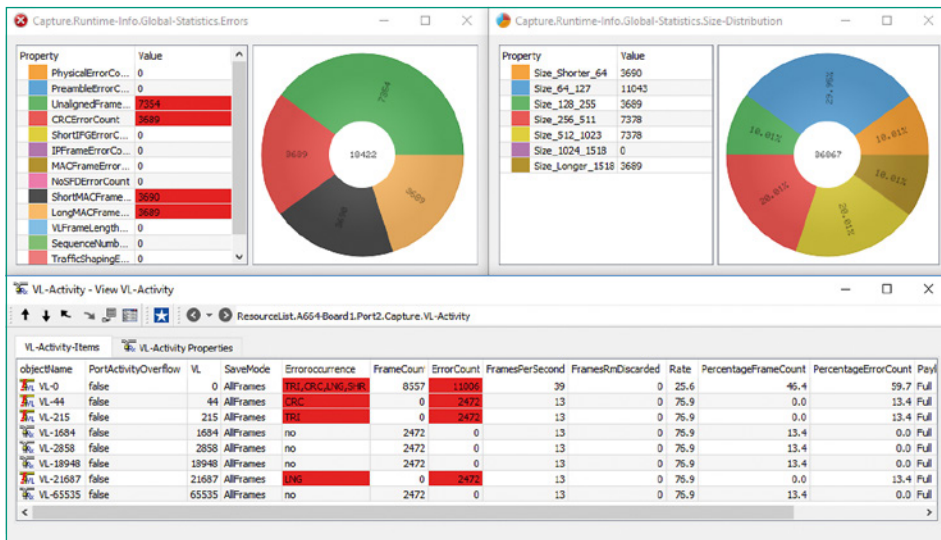 Capture.Runtime-Info.Global-Statistics.Errors
Property Value
PhysicalErrorCo... 0
PreambleErrorC... 0
UnalignedFrame... 7354
CRCErrorCount 3689
ShortIFGErrorC... 0
IPFrameErrorCo... 0
MACFrameError... 0
NoSFDErrorCount 0
ShortMACFrame... 3690
LongMACFrame... 3689
VLFrameLength... 0
SequenceNumb... 0
TrafficShapingE... 0
7354
3689
18422
3690
3689
Capture.Runtime-Info.Global-Statistics.Size-Distribution
Property Value
Size_Shorter_64 3690
Size_64_127 11043
Size_128_255 3689
Size_256_511 7378
Size_512_1023 7378
Size_1024_1518 0
Size_Longer_1518 3689
29.95%
10.01%
10.01%
36867
10.01%
20.01%
20.01%
VL-Activity - View VL-Activity
ResourceList.A664-Board1.Port2.Capture.VL-Activity
VL-Activity-Items VL-Activity Properties
objectName PortActivityOverflow VL SaveMode Erroroccurrence FrameCount ErrorCount FramesPerSecond FramesRmDiscarded Rate PercentageFrameCount PercentageErrorCount Payl
VL-0 false 0 AllFrames TRI,CRC,LNG,SHR 8557 11006 39 0 25.6 46.4 59.7 Full
VL-44 false 44 AllFrames CRC 0 2472 13 0 76.9 0.0 13.4 Full
VL-215 false 215 AllFrames TRI 0 2472 13 0 76.9 0.0 13.4 Full
VL-1684 false 1684 AllFrames no 2472 0 13 0 76.9 13.4 0.0 Full
VL-2858 false 2858 AllFrames no 2472 0 13 0 76.9 13.4 0.0 Full
VL-18948 false 18948 AllFrames no 2472 0 13 0 76.9 13.4 0.0 Full
VL-21687 false 21687 AllFrames LNG 0 2472 13 0 76.9 0.0 13.4 Full
VL-65535 false 65535 AllFrames no 2472 0 13 0 76.9 13.4 0.0 Full